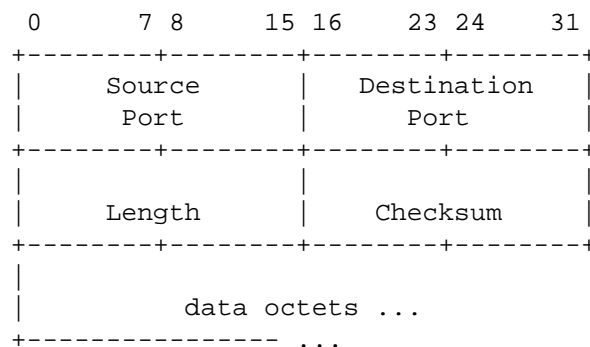 0      7 8     15 16    23 24    31
+--------+--------+--------+--------+
|     Source      |   Destination   |
|      Port       |      Port       |
+--------+--------+--------+--------+
|                 |                 |
|     Length      |    Checksum     |
+--------+--------+--------+--------+
|
|          data octets ...
+---------------- ...